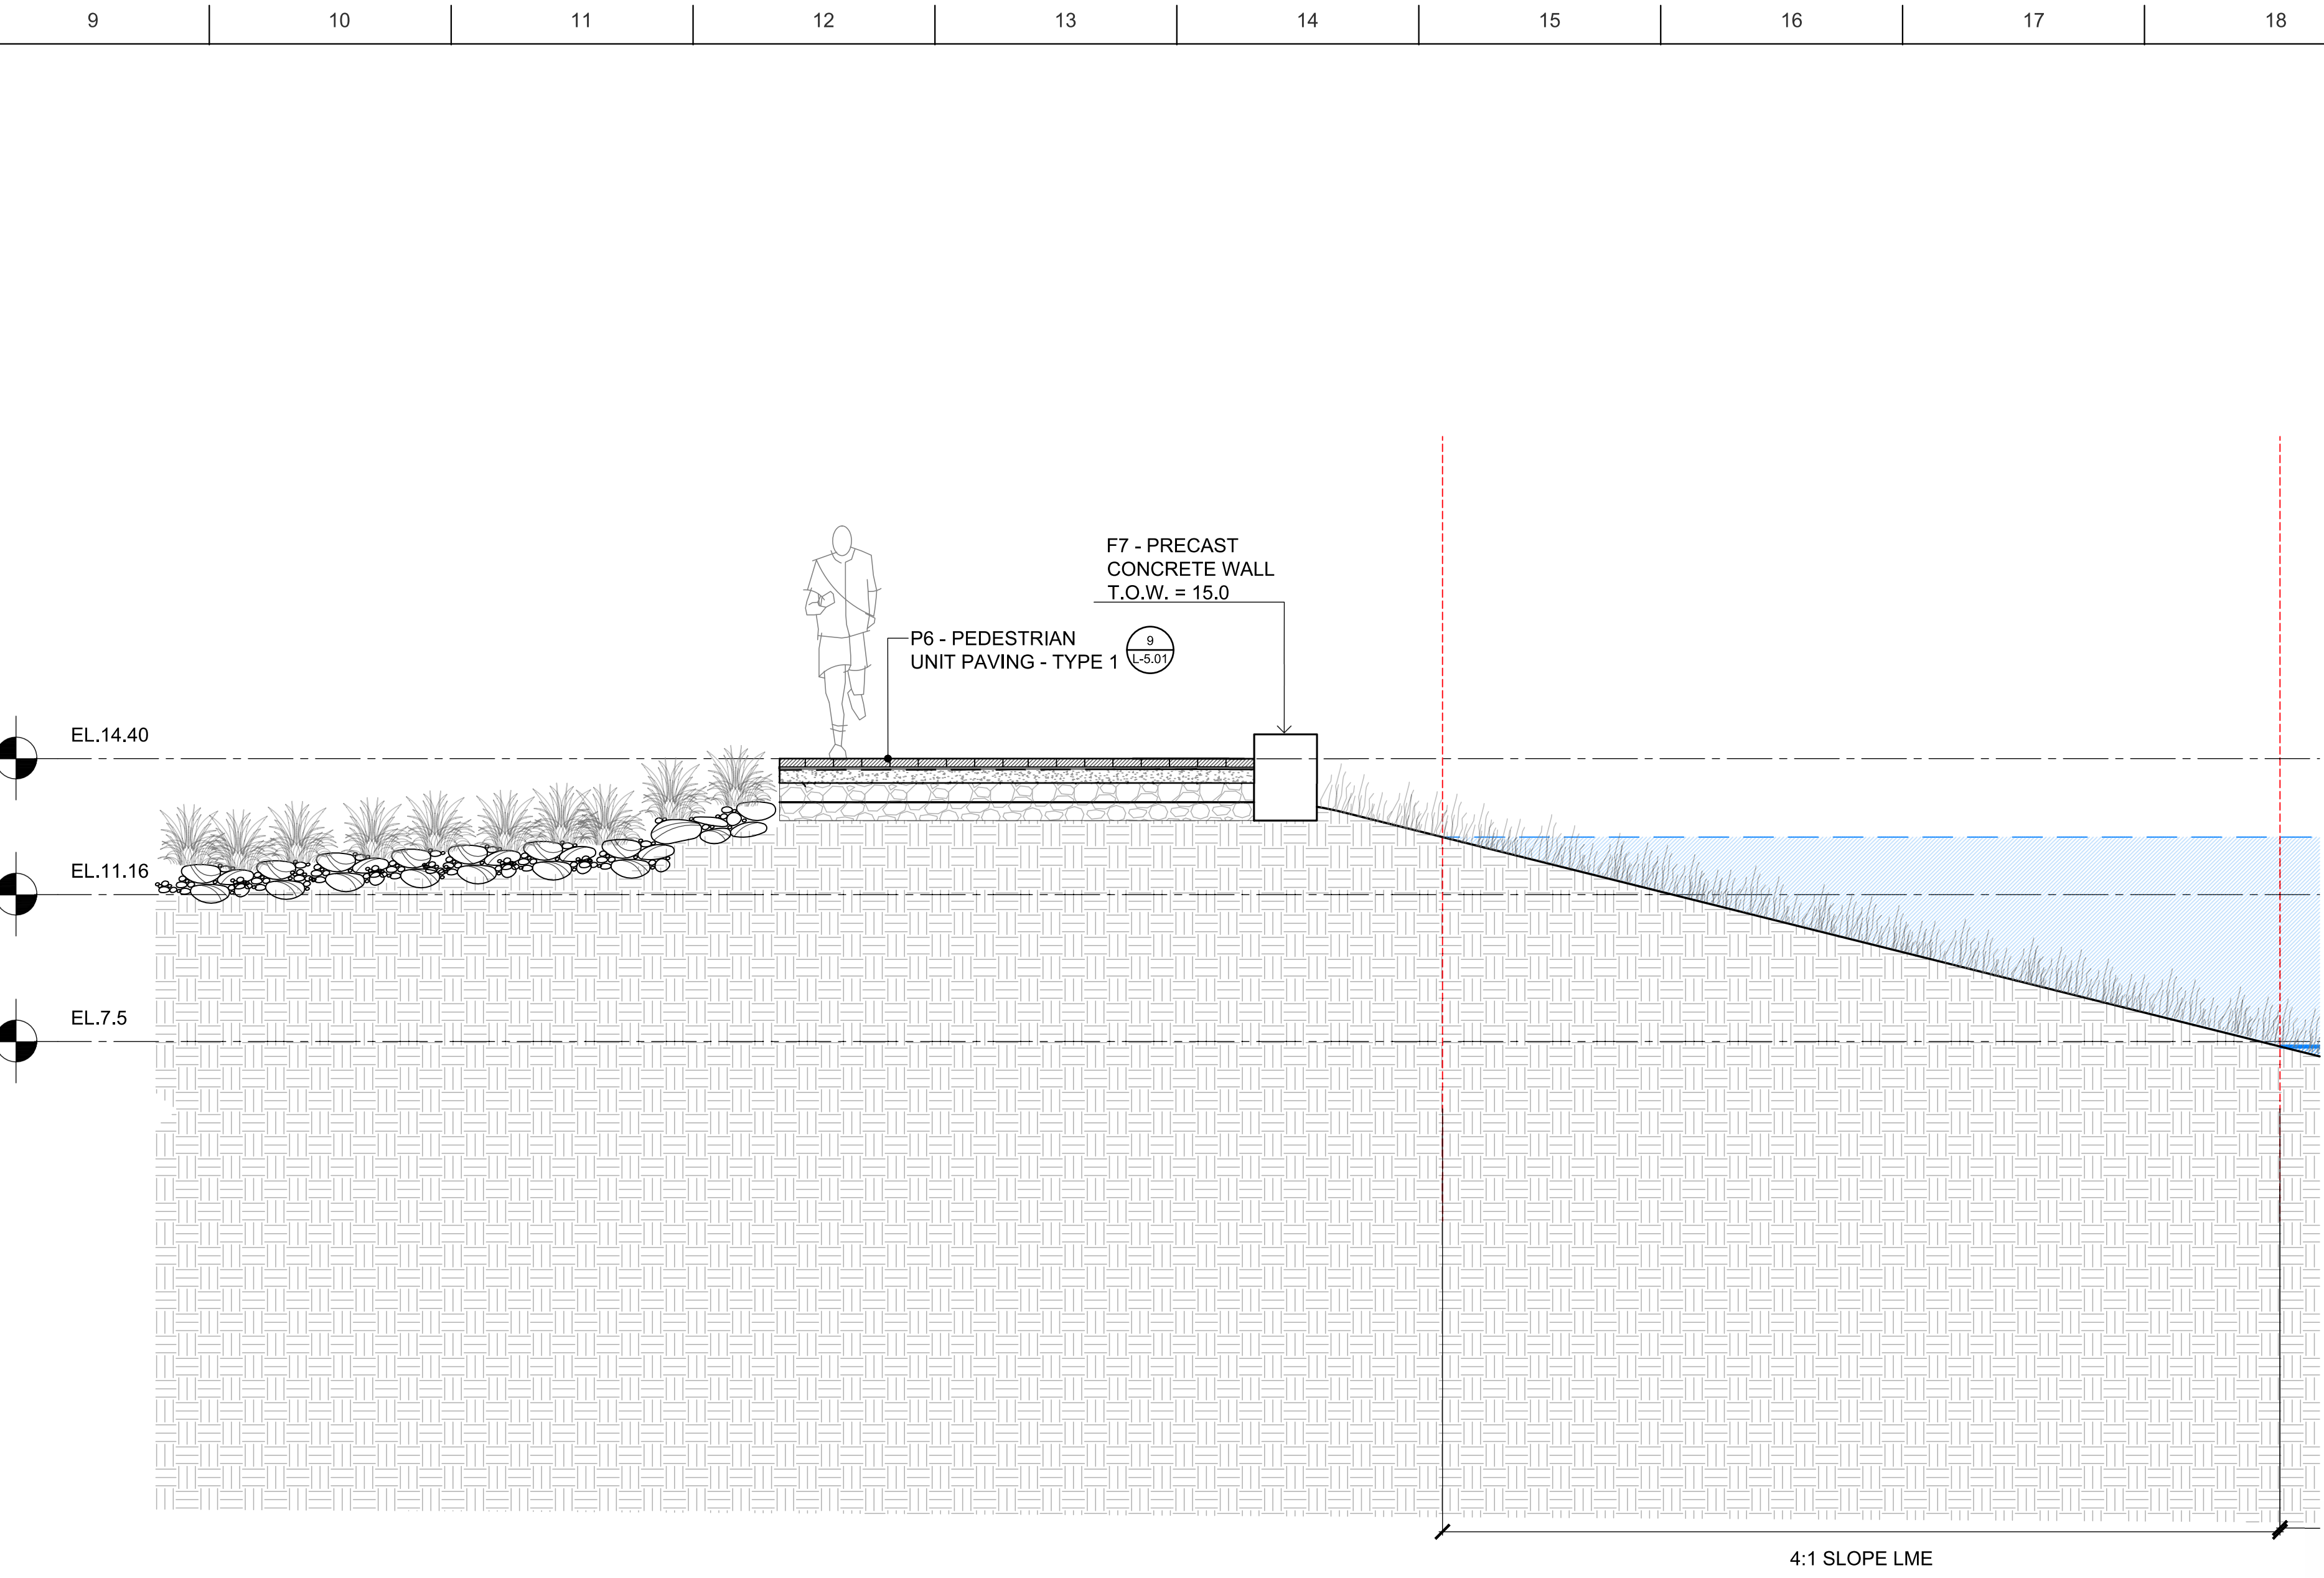 9 10 11 12 13 14 15 16 17 18
F7 - PRECAST
CONCRETE WALL
T.O.W. = 15.0
P6 - PEDESTRIAN
UNIT PAVING - TYPE 1
9
L-5.01
EL.14.40
EL.11.16
EL.7.5
4:1 SLOPE LME